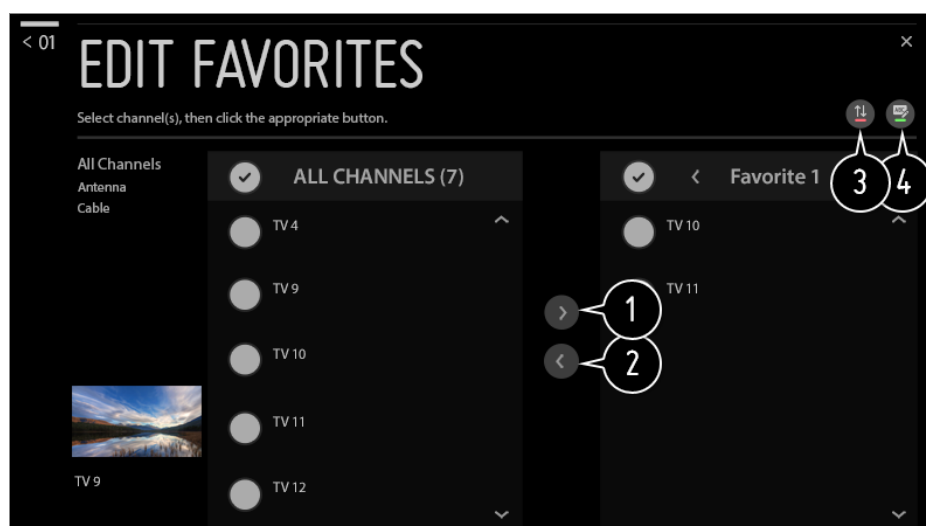 < 01
EDIT FAVORITES
Select channel(s), then click the appropriate button.
3
4
All Channels
Antenna
Cable
ALL CHANNELS (7)
TV 4
TV 9
TV 10
TV 11
TV 12
1
2
Favorite 1
TV 10
TV 11
TV 9